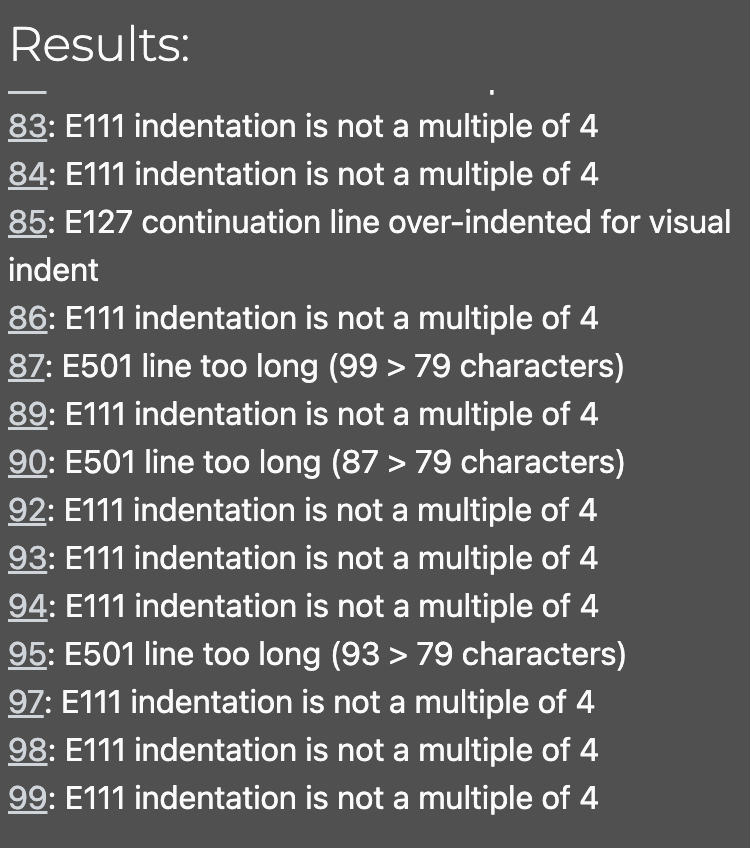 Results:
83: E111 indentation is not a multiple of 4
84: E111 indentation is not a multiple of 4
85: E127 continuation line over-indented for visual
indent
86: E111 indentation is not a multiple of 4
87: E501 line too long (99 > 79 characters)
89: E111 indentation is not a multiple of 4
90: E501 line too long (87 > 79 characters)
92: E111 indentation is not a multiple of 4
93: E111 indentation is not a multiple of 4
94: E111 indentation is not a multiple of 4
95: E501 line too long (93 > 79 characters)
97: E111 indentation is not a multiple of 4
98: E111 indentation is not a multiple of 4
99: E111 indentation is not a multiple of 4